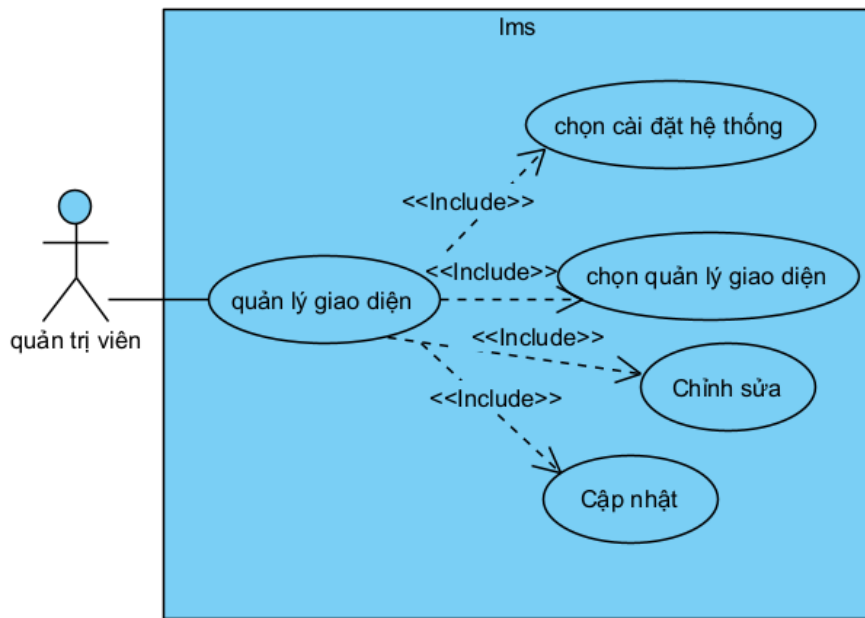 lms
chọn cài đặt hệ thống
<<Include>>
<<Include>>
chọn quản lý giao diện
quản lý giao diện
quản trị viên
<<Include>>
Chỉnh sửa
<<Include>>
Cập nhật